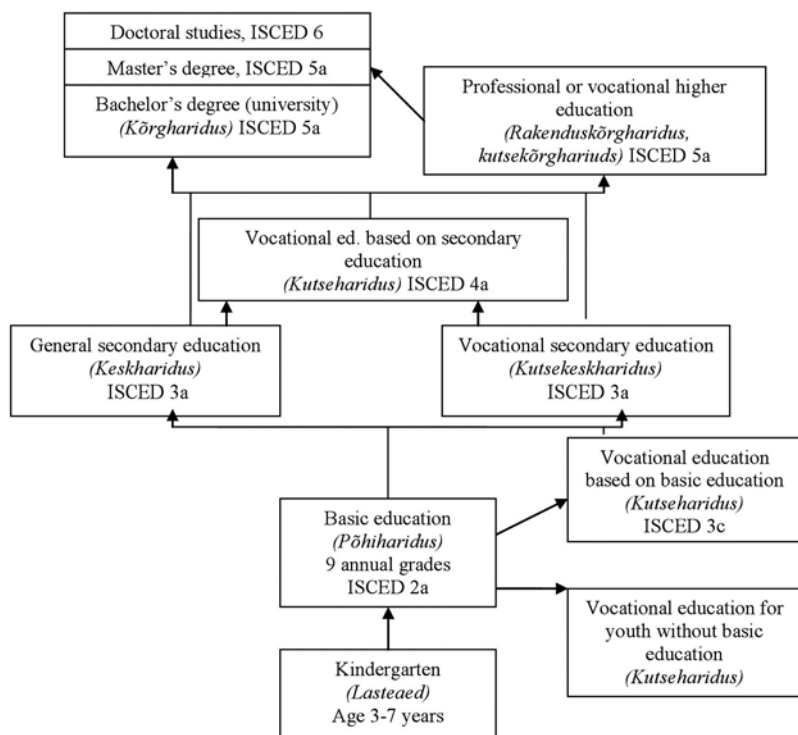 Doctoral studies, ISCED 6
Master's degree, ISCED 5a
Bachelor's degree (university)
(Kõrgharidus) ISCED 5a
Professional or vocational higher
education
(Rakenduskõrgharidus,
kutsekõrghariuds) ISCED 5a
Vocational ed. based on secondary
education
(Kutseharidus) ISCED 4a
General secondary education
(Keskharidus)
ISCED 3a
Vocational secondary education
(Kutsekeskharidus)
ISCED 3a
Vocational education
based on basic education
(Kutseharidus)
ISCED 3c
Basic education
(Põhiharidus)
9 annual grades
ISCED 2a
Vocational education for
youth without basic
education
(Kutseharidus)
Kindergarten
(Lasteaed)
Age 3-7 years